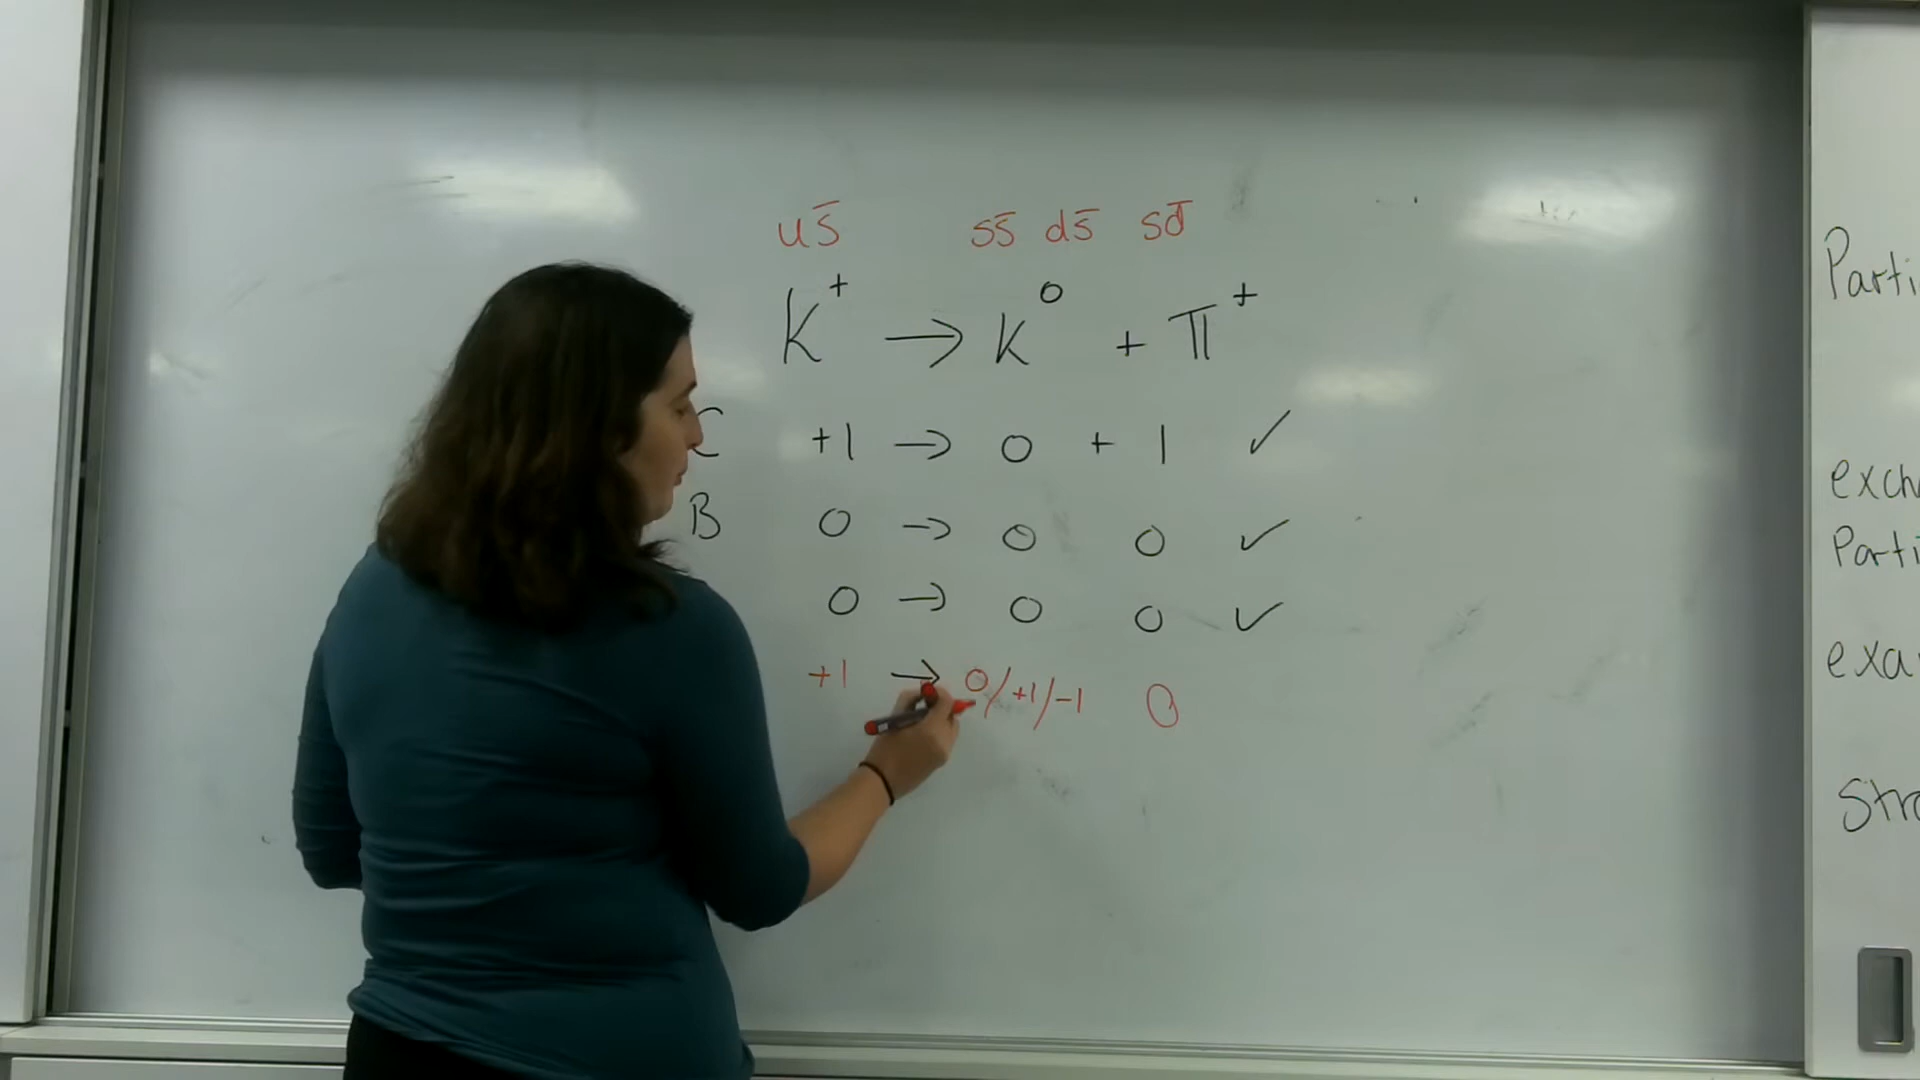 us̄ ss̄ ds̄ sd̄
K⁺ → K⁰ + π⁺
C +1 → 0 + 1 ✓
B 0 → 0 0 ✓
0 → 0 0 ✓
+1 → 0/+1/-1 0
Parti
exch
Parti
exa
Stra